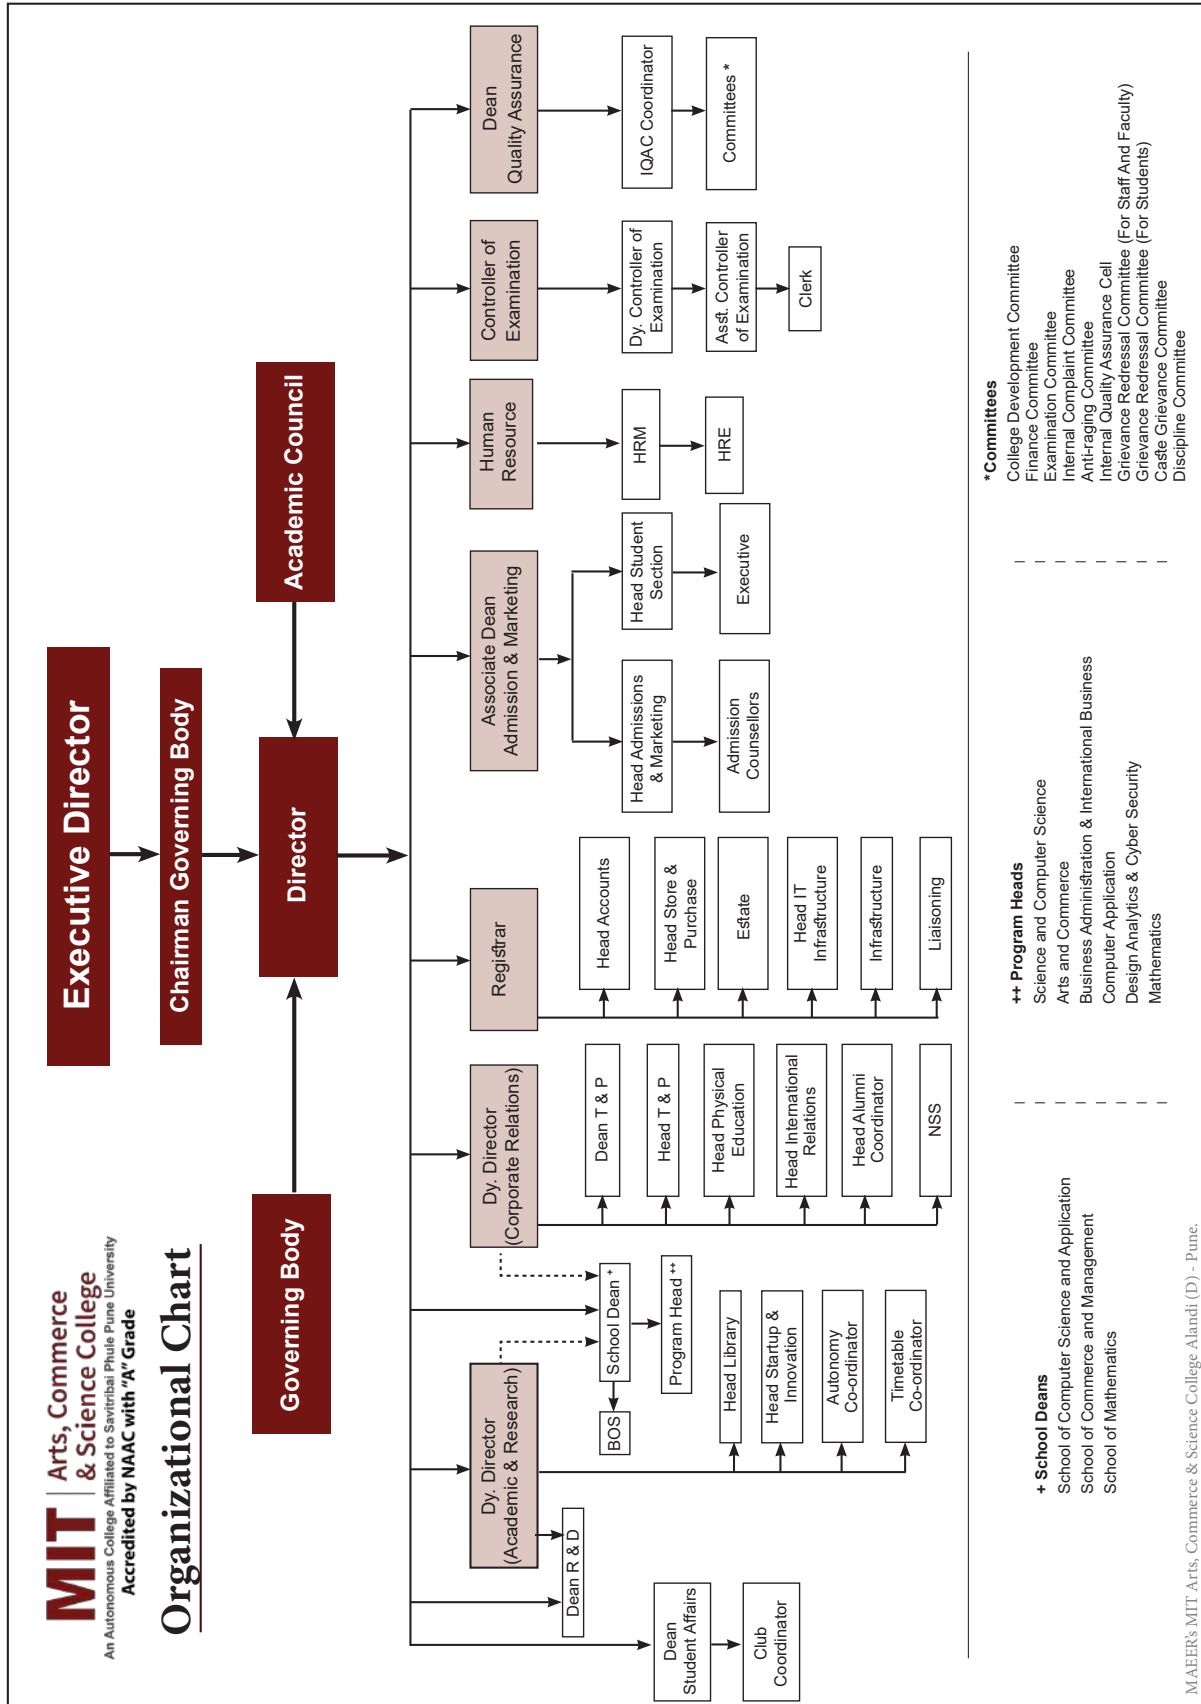 MIT
Arts, Commerce
& Science College
An Autonomous College Affiliated to Savitribai Phule Pune University
Accredited by NAAC with "A" Grade
Organizational Chart
Executive Director
Chairman Governing Body
Governing Body
Director
Academic Council
Dy. Director
(Academic & Research)
Dy. Director
(Corporate Relations)
Registrar
Associate Dean
Admission & Marketing
Human
Resource
Controller of
Examination
Dean
Quality Assurance
Dean
Student Affairs
Club
Coordinator
Dean R & D
BOS
School Dean +
Program Head ++
Head Library
Head Startup &
Innovation
Autonomy
Co-ordinator
Timetable
Co-ordinator
Dean T & P
Head T & P
Head Physical
Education
Head International
Relations
Head Alumni
Coordinator
NSS
Head Accounts
Head Store &
Purchase
Estate
Head IT
Infrastructure
Infrastructure
Liaisoning
Head Admissions
& Marketing
Admission
Counsellors
Head Student
Section
Executive
HRM
HRE
Dy. Controller of
Examination
Asst. Controller
of Examination
Clerk
IQAC Coordinator
Committees *
+ School Deans
School of Computer Science and Application
School of Commerce and Management
School of Mathematics
++ Program Heads
Science and Computer Science
Arts and Commerce
Business Administration & International Business
Computer Application
Design Analytics & Cyber Security
Mathematics
*Committees
College Development Committee
Finance Committee
Examination Committee
Internal Complaint Committee
Anti-raging Committee
Internal Quality Assurance Cell
Grievance Redressal Committee (For Staff And Faculty)
Grievance Redressal Committee (For Students)
Caste Grievance Committee
Discipline Committee
MAEER's MIT Arts, Commerce & Science College Alandi (D) - Pune.